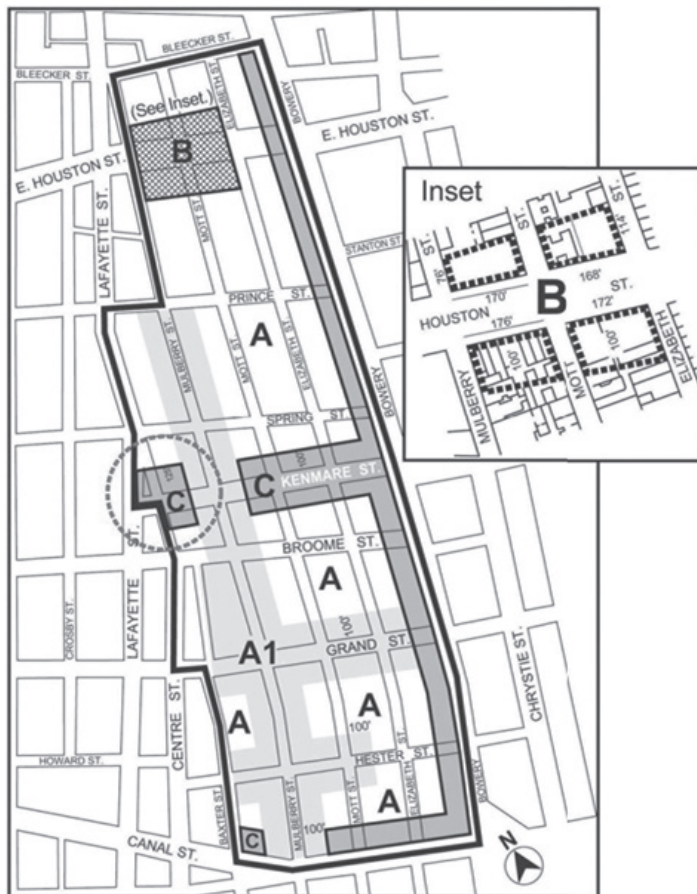 BLEECKER ST.
BLEECKER ST.
ELIZABETH ST.
BOWERY
(See Inset.)
E. HOUSTON ST.
B
E. HOUSTON ST.
MOTT ST.
LAFAYETTE ST.
STANTON ST.
PRINCE ST.
A
MULBERRY ST.
MOTT ST.
ELIZABETH ST.
BOWERY
SPRING ST.
100'
C
C
KENMARE ST.
ST.
BROOME ST.
A
CROSBY ST.
LAFAYETTE
100'
A1
GRAND ST.
CHRYSTIE ST.
CENTRE ST.
A
A
100'
HESTER ST.
HOWARD ST.
BAXTER ST.
MULBERRY ST.
MOTT ST.
ELIZABETH ST.
BOWERY
A
C
100'
CANAL ST.
N
Inset
ST.
ST.
ST.
114'
76'
B
170'
168'
HOUSTON ST.
176'
172'
100'
100'
MULBERRY
MOTT
ELIZABETH